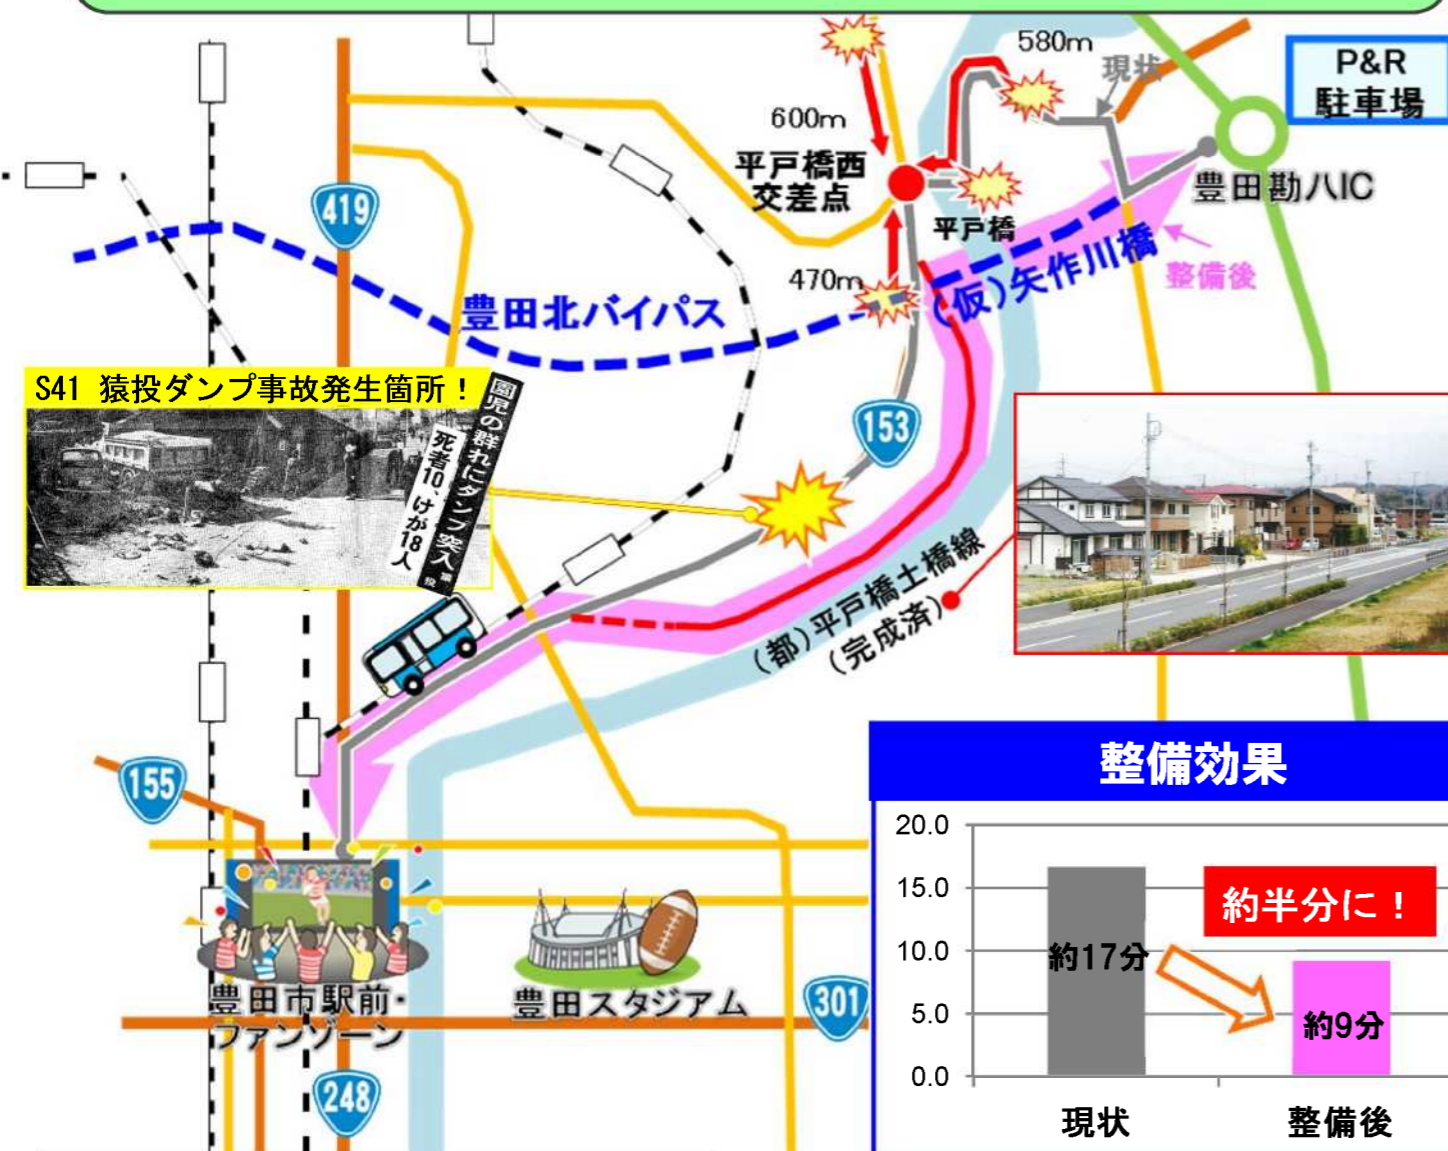 580m
現状
P&R
駐車場
600m
平戸橋西
交差点
豊田勘八IC
419
平戸橋
(仮)矢作川橋
整備後
470m
豊田北バイパス
S41 猿投ダンプ事故発生箇所!
園児の群れにダンプ突入
死者10、けが18人
153
(都)平戸橋土橋線
(完成済)
155
整備効果
20.0
15.0
10.0
5.0
0.0
約半分に!
約17分
約9分
現状
整備後
豊田市駅前・
ファンゾーン
豊田スタジアム
301
248